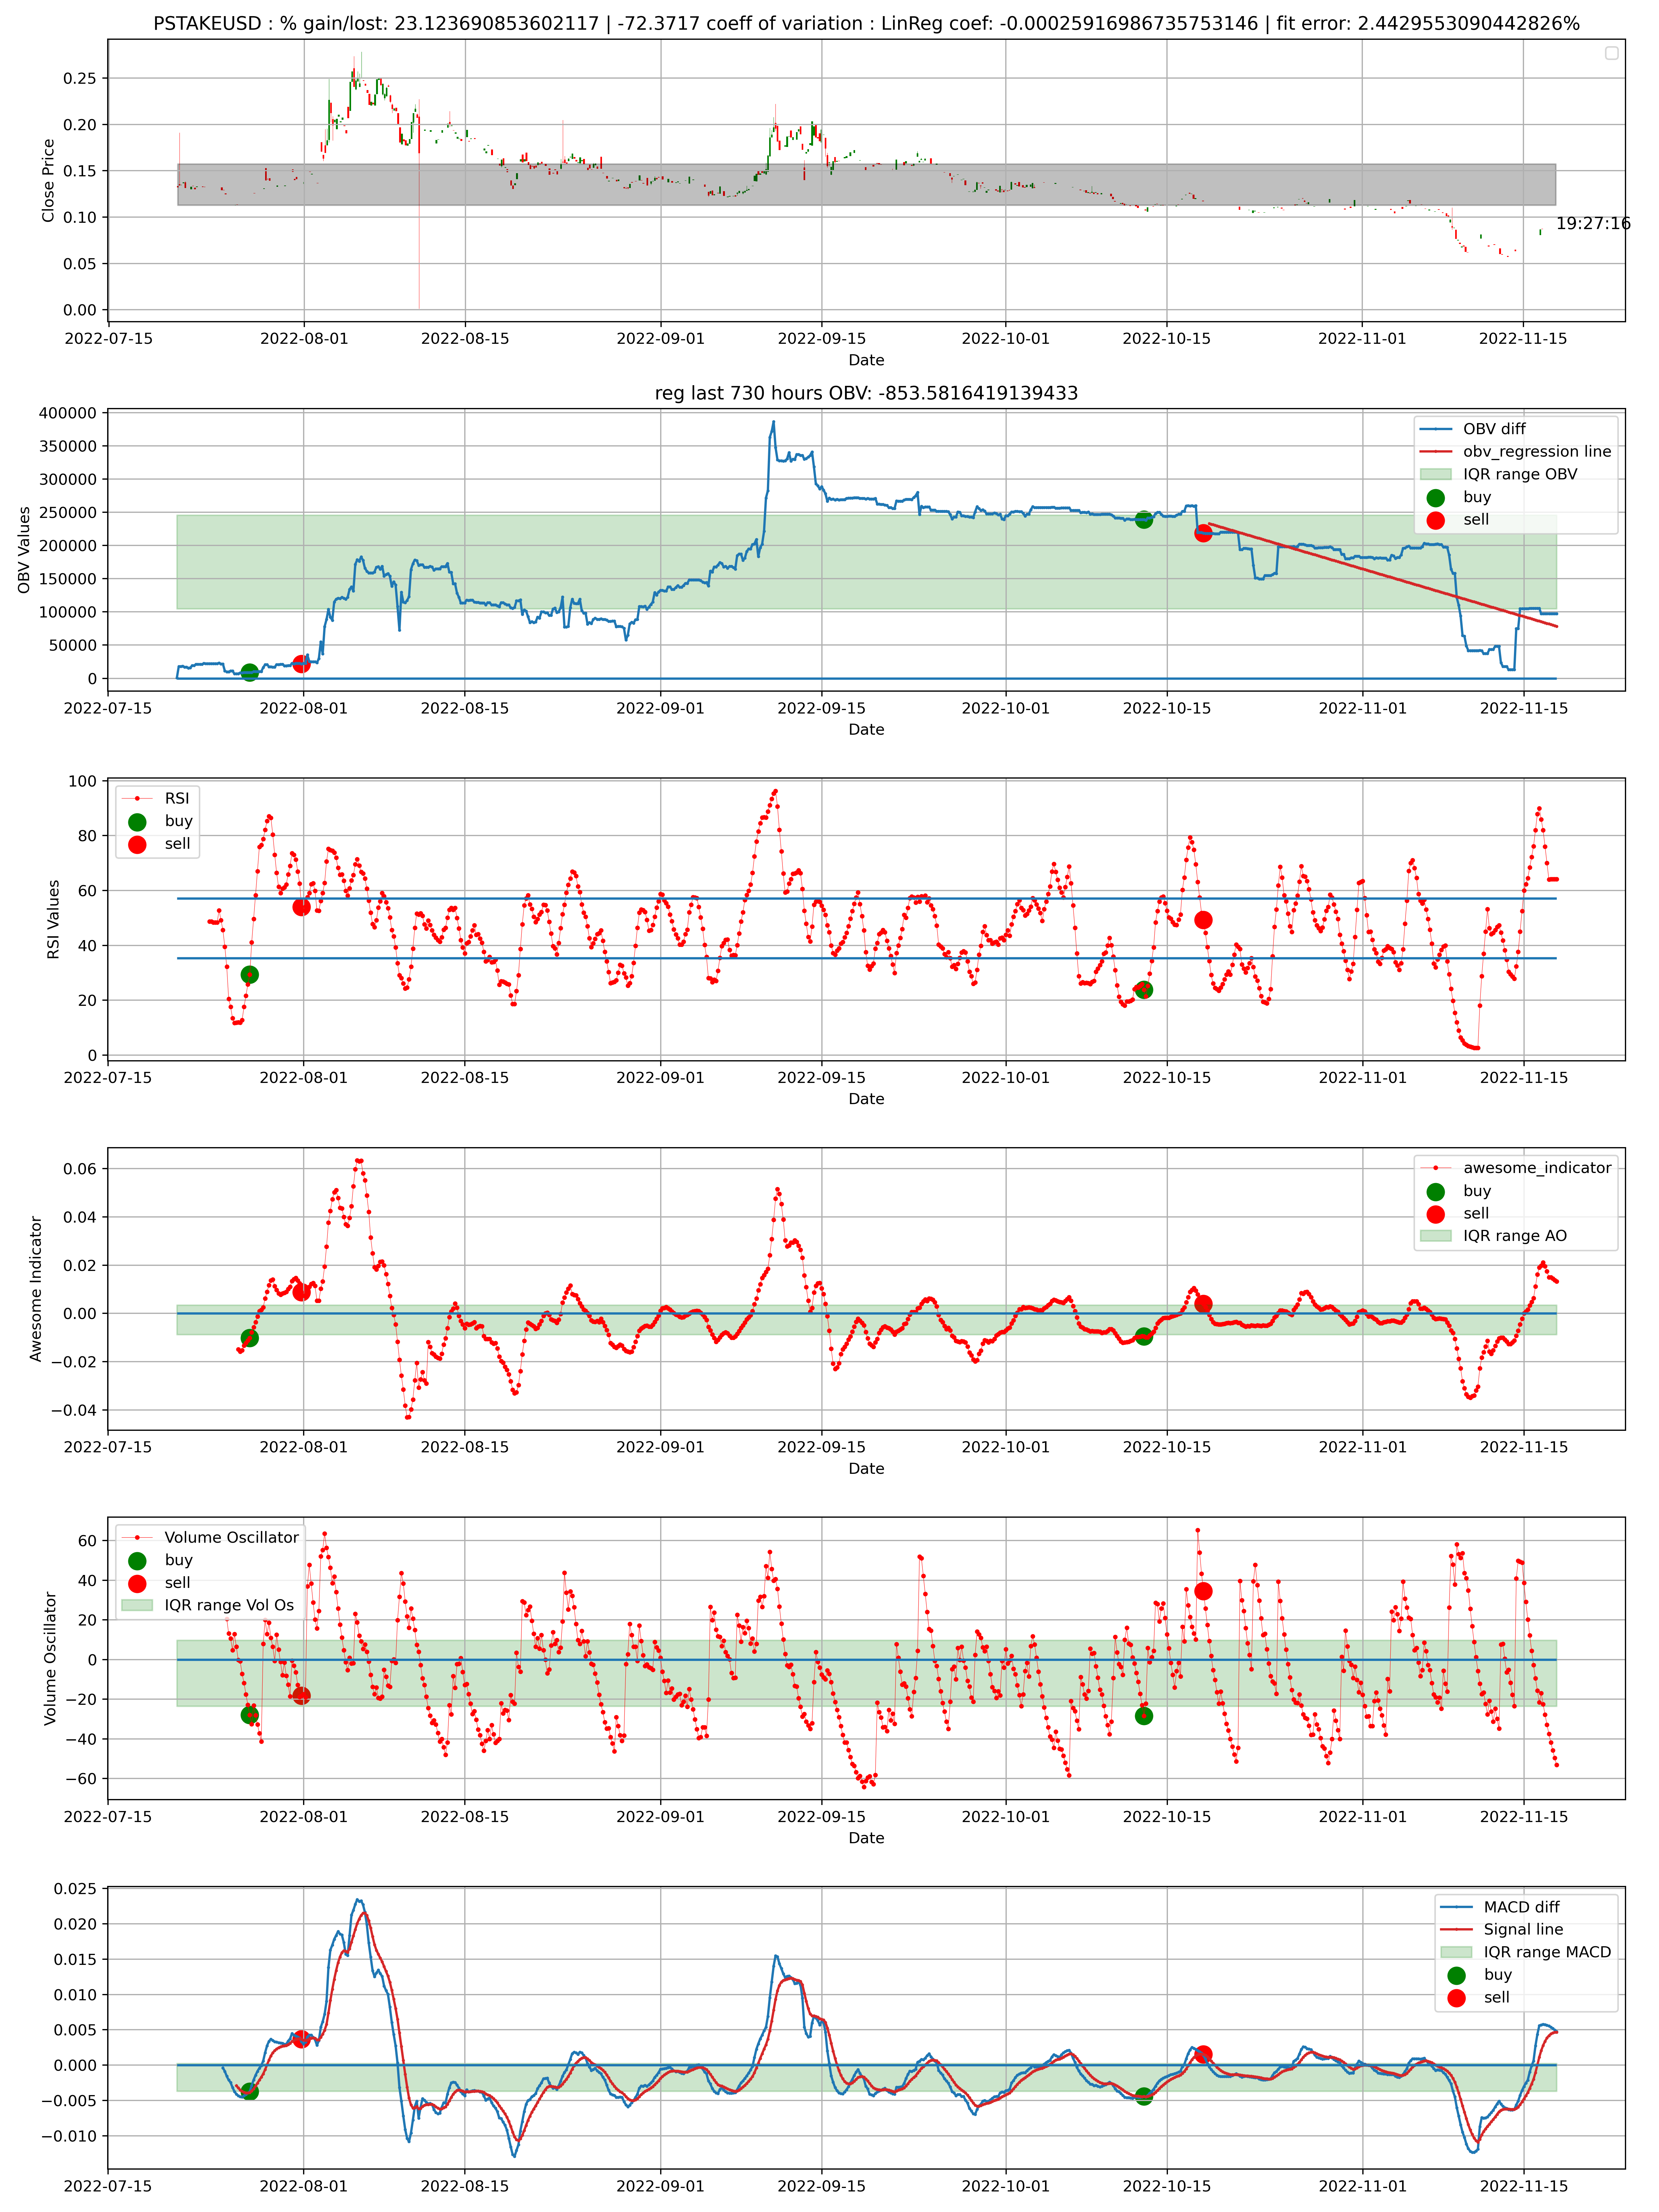 PSTAKEUSD : % gain/lost: 23.123690853602117 | -72.3717 coeff of variation : LinReg coef: -0.00025916986735753146 | fit error: 2.4429553090442826%
0.25
0.20
0.15
0.10
0.05
0.00
Close Price
19:27:16
2022-07-15 2022-08-01 2022-08-15 2022-09-01 2022-09-15 2022-10-01 2022-10-15 2022-11-01 2022-11-15
Date
reg last 730 hours OBV: -853.5816419139433
400000
350000
300000
250000
200000
150000
100000
50000
0
OBV Values
OBV diff
obv_regression line
IQR range OBV
buy
sell
2022-07-15 2022-08-01 2022-08-15 2022-09-01 2022-09-15 2022-10-01 2022-10-15 2022-11-01 2022-11-15
Date
100
80
60
40
20
0
RSI Values
RSI
buy
sell
2022-07-15 2022-08-01 2022-08-15 2022-09-01 2022-09-15 2022-10-01 2022-10-15 2022-11-01 2022-11-15
Date
0.06
0.04
0.02
0.00
−0.02
−0.04
Awesome Indicator
awesome_indicator
buy
sell
IQR range AO
2022-07-15 2022-08-01 2022-08-15 2022-09-01 2022-09-15 2022-10-01 2022-10-15 2022-11-01 2022-11-15
Date
60
40
20
0
−20
−40
−60
Volume Oscillator
Volume Oscillator
buy
sell
IQR range Vol Os
2022-07-15 2022-08-01 2022-08-15 2022-09-01 2022-09-15 2022-10-01 2022-10-15 2022-11-01 2022-11-15
Date
0.025
0.020
0.015
0.010
0.005
0.000
−0.005
−0.010
MACD diff
Signal line
IQR range MACD
buy
sell
2022-07-15 2022-08-01 2022-08-15 2022-09-01 2022-09-15 2022-10-01 2022-10-15 2022-11-01 2022-11-15